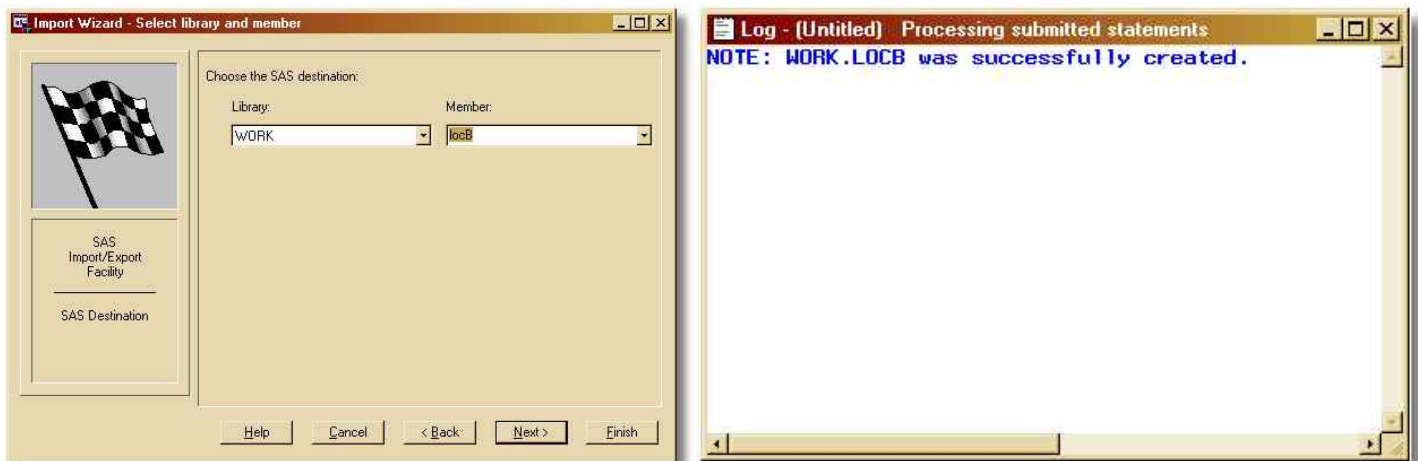 Import Wizard - Select library and member
Choose the SAS destination:
Library:
Member:
WORK
locB
SAS
Import/Export
Facility
SAS Destination
Help
Cancel
< Back
Next >
Finish
Log - (Untitled) Processing submitted statements
NOTE: WORK.LOCB was successfully created.